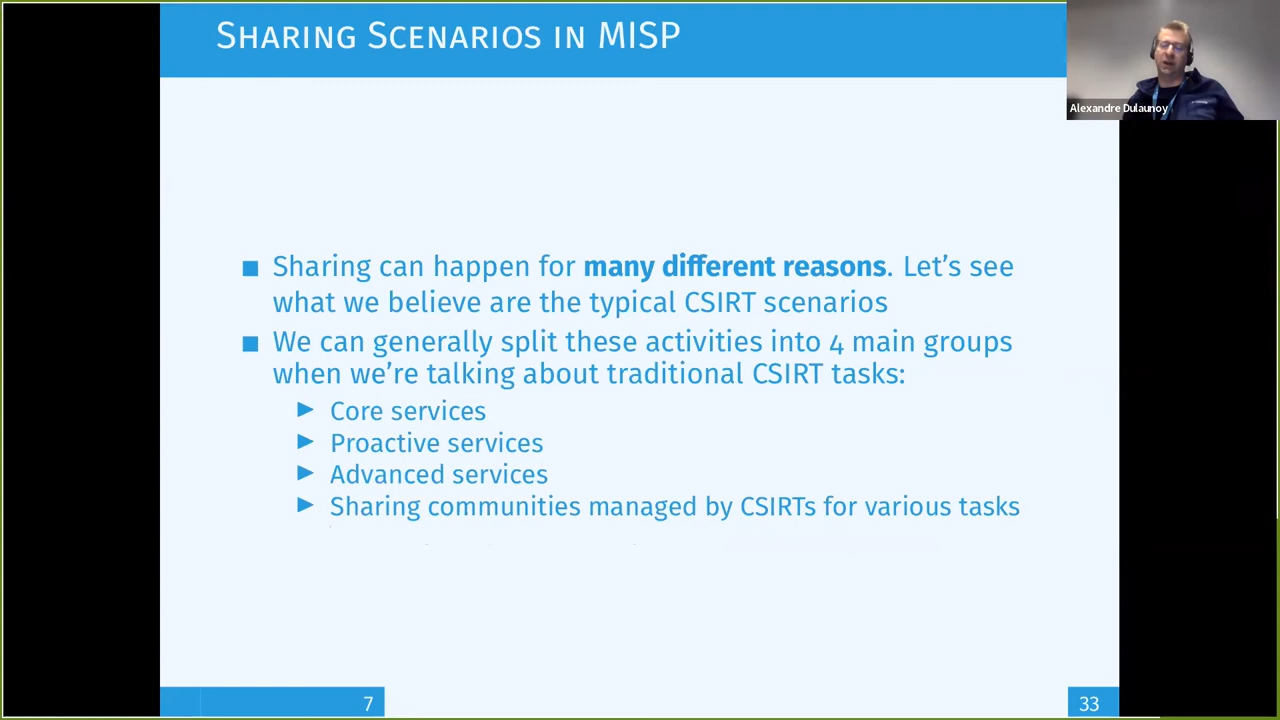 Sharing Scenarios in MISP
Alexandre Dulaunoy
■ Sharing can happen for many different reasons. Let's see
what we believe are the typical CSIRT scenarios
■ We can generally split these activities into 4 main groups
when we're talking about traditional CSIRT tasks:
▶ Core services
▶ Proactive services
▶ Advanced services
▶ Sharing communities managed by CSIRTs for various tasks
7
33